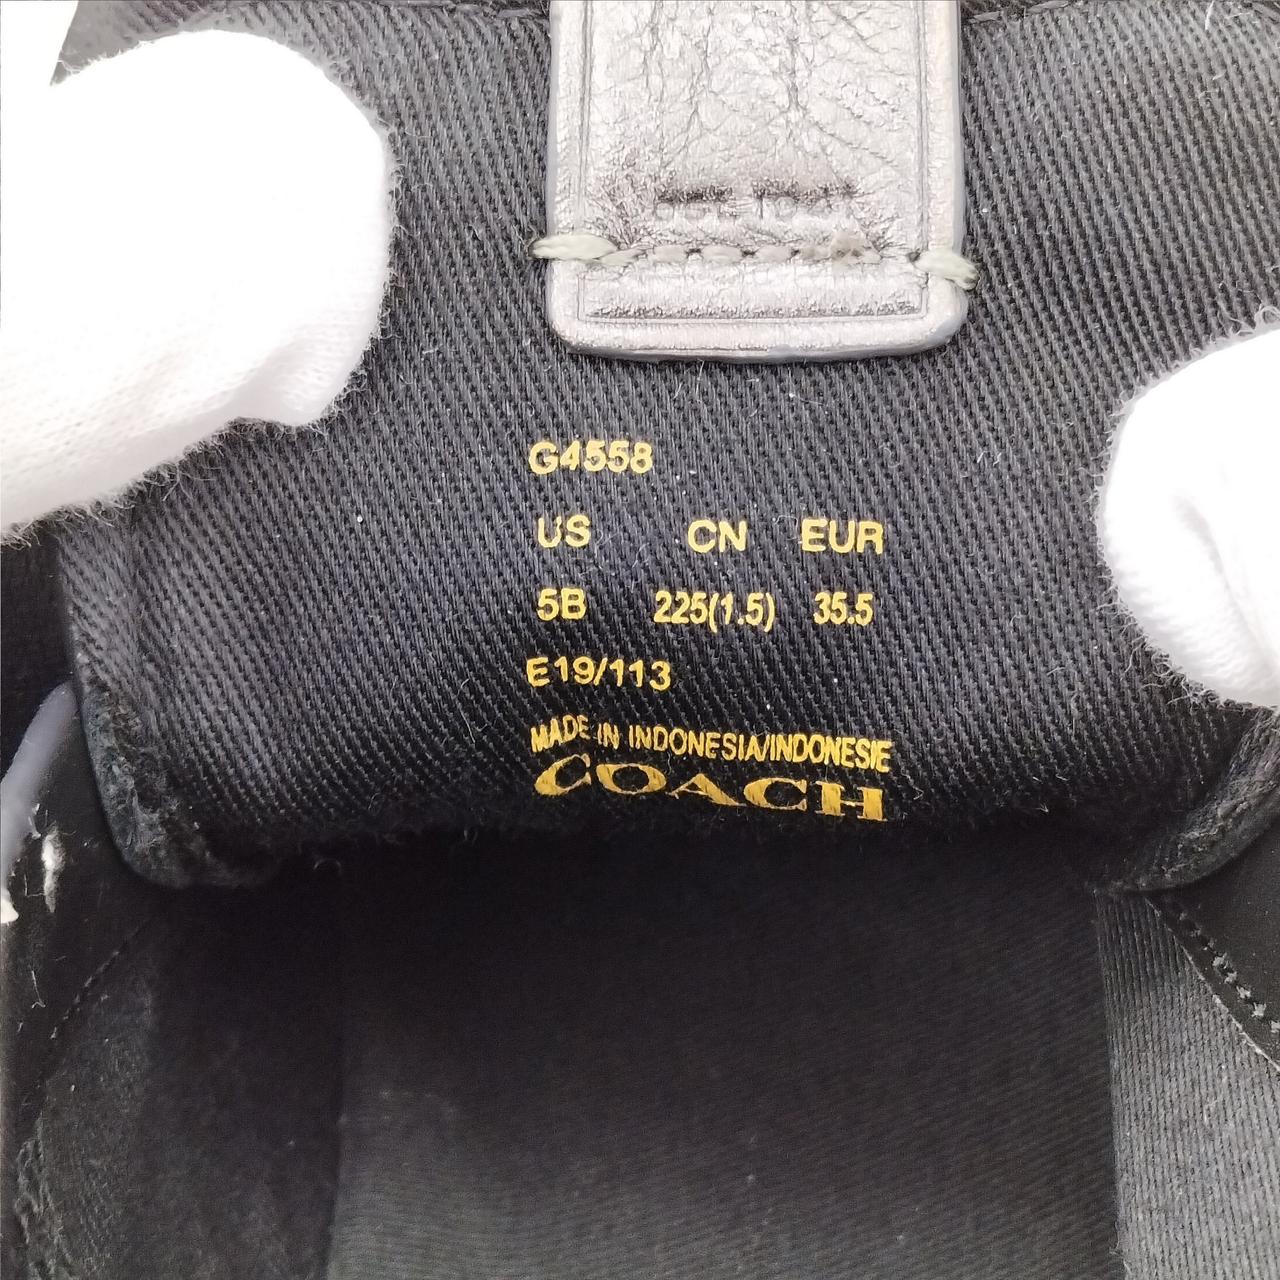 G4558
US CN EUR
5B 225(1.5) 35.5
E19/113
MADE IN INDONESIA/INDONESIE
COACH